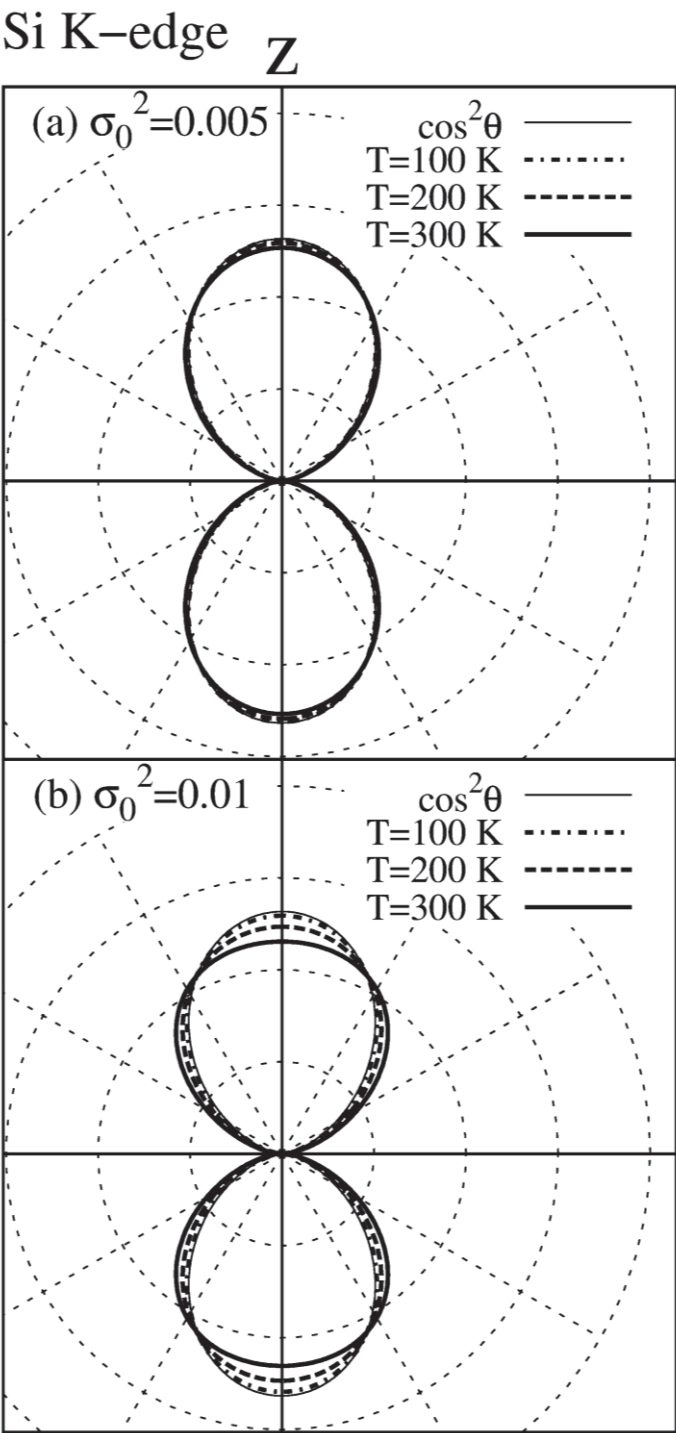 Si K−edge
Z
(a) σ₀²=0.005
cos²θ
T=100 K
T=200 K
T=300 K
(b) σ₀²=0.01
cos²θ
T=100 K
T=200 K
T=300 K